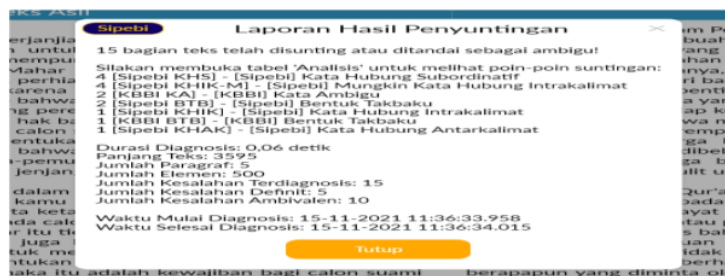 Sipebi
Laporan Hasil Penyuntingan
15 bagian teks telah disunting atau ditandai sebagai ambigu!
Silakan membuka tabel 'Analisis' untuk melihat poin-poin suntingan:
4 [Sipebi KHS] - [Sipebi] Kata Hubung Subordinatif
4 [Sipebi KHIK-M] - [Sipebi] Mungkin Kata Hubung Intrakalimat
2 [KBBI KA] - [KBBI] Kata Ambigu
2 [Sipebi BTB] - [Sipebi] Bentuk Takbaku
1 [Sipebi KHIK] - [Sipebi] Kata Hubung Intrakalimat
1 [KBBI BTB] - [KBBI] Bentuk Takbaku
1 [Sipebi KHAK] - [Sipebi] Kata Hubung Antarkalimat
Durasi Diagnosis: 0,06 detik
Panjang Teks: 3595
Jumlah Paragraf: 5
Jumlah Elemen: 500
Jumlah Kesalahan Terdiagnosis: 15
Jumlah Kesalahan Definit: 5
Jumlah Kesalahan Ambivalen: 10
Waktu Mulai Diagnosis: 15-11-2021 11:36:33.958
Waktu Selesai Diagnosis: 15-11-2021 11:36:34.015
Tutup
aka itu adalah kewajiban bagi calon suami
berapapun yang diminta